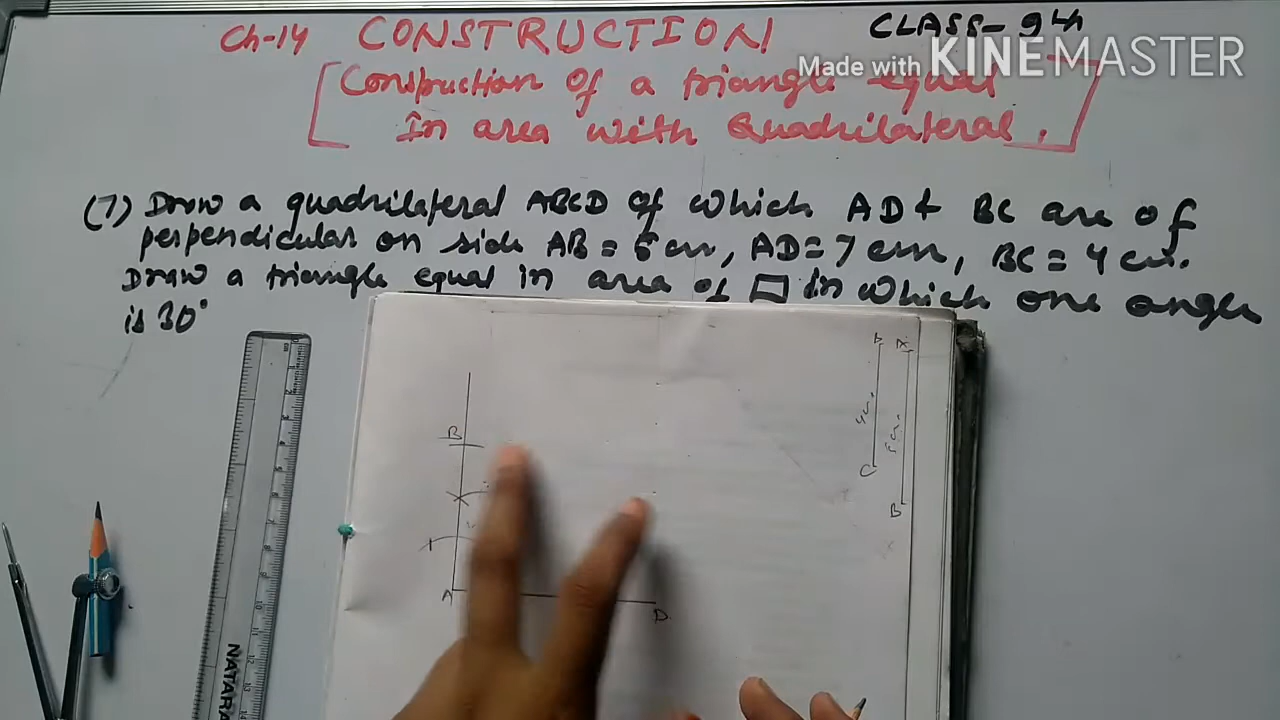 Ch-14 CONSTRUCTION CLASS-9th
Made with KINEMASTER
[Construction of a triangle equal
In area with Quadrilateral.]
(7) Draw a quadrilateral ABCD of which AD & BC are of
perpendicular on side AB = 5 cm, AD = 7 cm, BC = 4 cm.
Draw a triangle equal in area of □ in which one angle
is 30°
B
A
D
C
B
NATARA